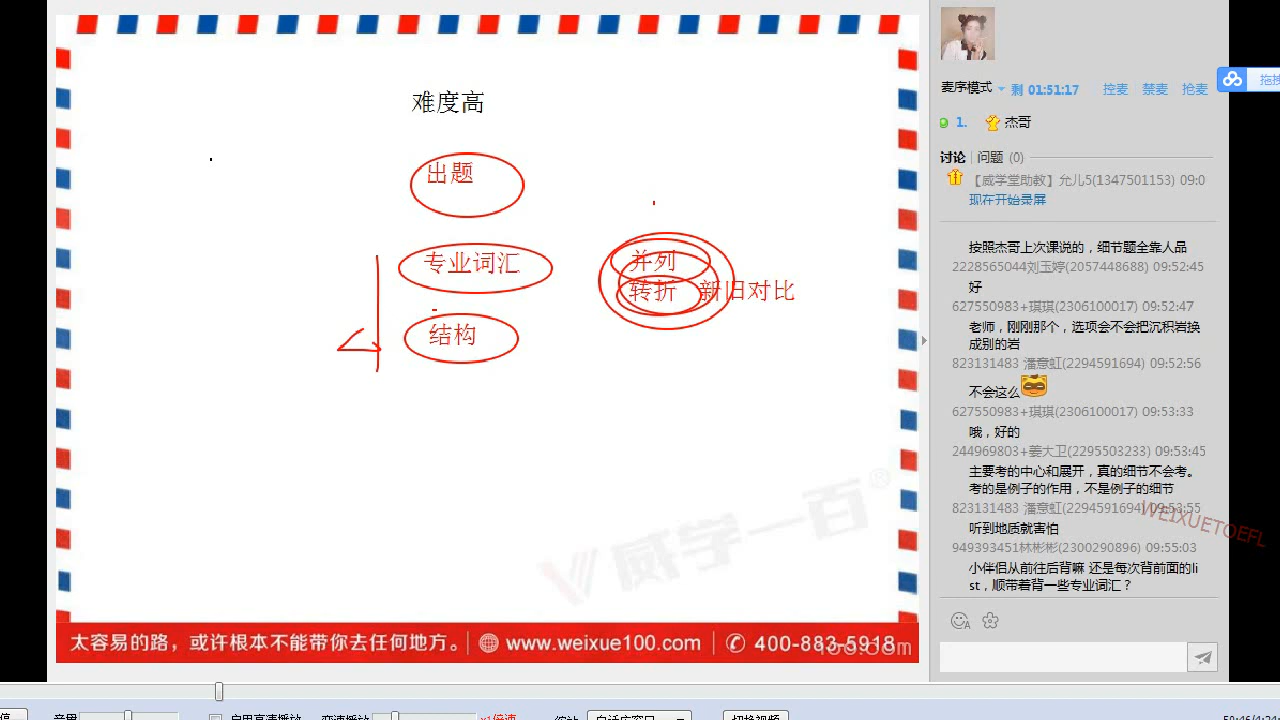 难度高
出题
专业词汇
结构
并列
转折 新旧对比
威学一百®
太容易的路，或许根本不能带你去任何地方。 www.weixue100.com 400-883-5918
麦序模式 剩 01:51:17 控麦 禁麦 抢麦
1. 杰哥
讨论 问题 (0)
【威学堂助教】允儿5(1347501153) 09:0
现在开始录屏
按照杰哥上次课说的，细节题全靠人品
2228565044刘玉婷(2057448688) 09:52:45
好
627550983+琪琪(2306100017) 09:52:47
老师，刚刚那个，选项会不会把沉积岩换
成别的岩
823131483 潘意虹(2294591694) 09:52:56
不会这么
627550983+琪琪(2306100017) 09:53:33
哦，好的
244969803+姜大卫(2295503233) 09:53:45
主要考的中心和展开，真的细节不会考。
考的是例子的作用，不是例子的细节
823131483 潘意虹(2294591694) 09:53:55
WEIXUETOEFL
听到地质就害怕
949393451林彬彬(2300290896) 09:55:03
小伴侣从前往后背嘛 还是每次背前面的li
st，顺带着背一些专业词汇？